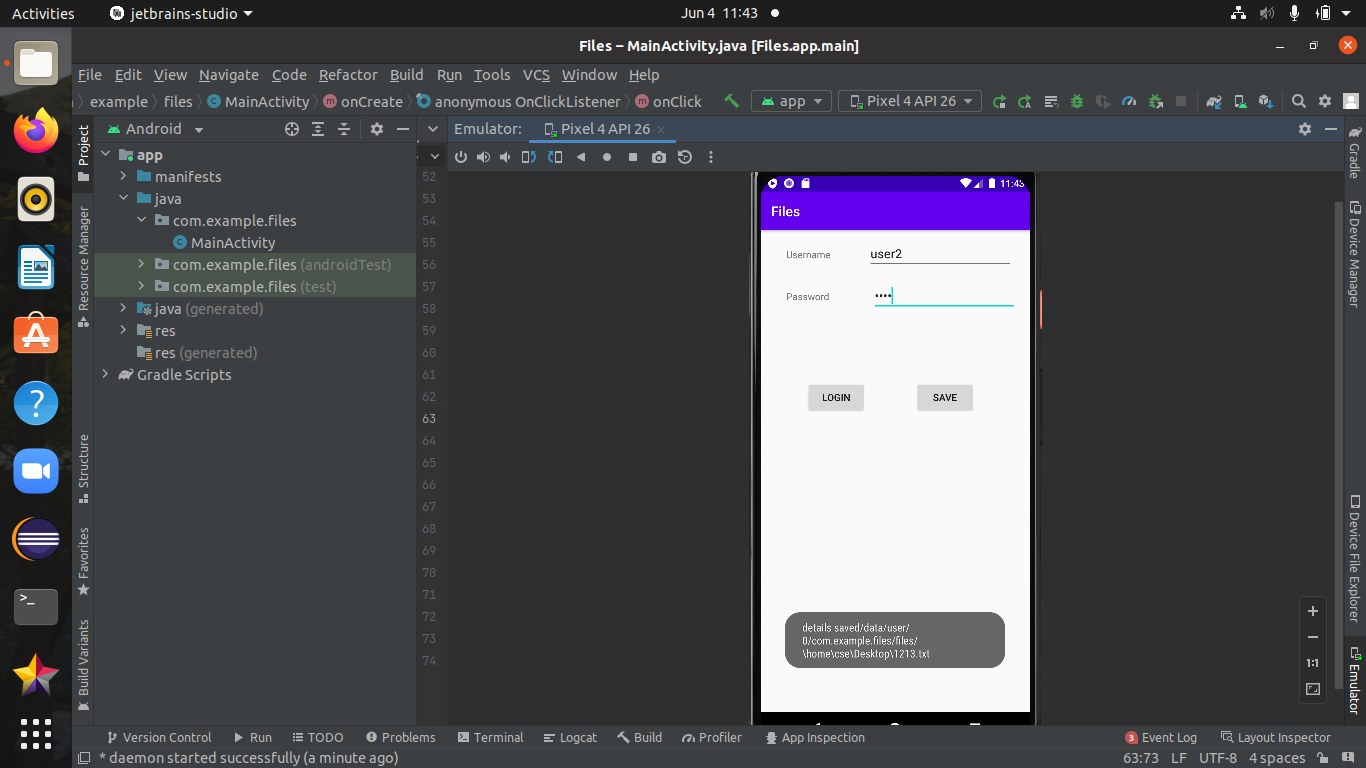 Activities
jetbrains-studio
Jun 4 11:43
Files – MainActivity.java [Files.app.main]
File Edit View Navigate Code Refactor Build Run Tools VCS Window Help
example files MainActivity onCreate anonymous OnClickListener onClick
app
Pixel 4 API 26
Android
Emulator: Pixel 4 API 26
Project
Resource Manager
Structure
Favorites
Build Variants
app
manifests
java
com.example.files
MainActivity
com.example.files (androidTest)
com.example.files (test)
java (generated)
res
res (generated)
Gradle Scripts
52
53
54
55
56
57
58
59
60
61
62
63
64
65
66
67
68
69
70
71
72
73
74
11:43
Files
Username user2
Password ••••
LOGIN SAVE
details saved/data/user/
0/com.example.files/files/
\home\cse\Desktop\1213.txt
1:1
Gradle
Device Manager
Device File Explorer
Emulator
Version Control Run TODO Problems Terminal Logcat Build Profiler App Inspection
3 Event Log Layout Inspector
* daemon started successfully (a minute ago)
63:73 LF UTF-8 4 spaces